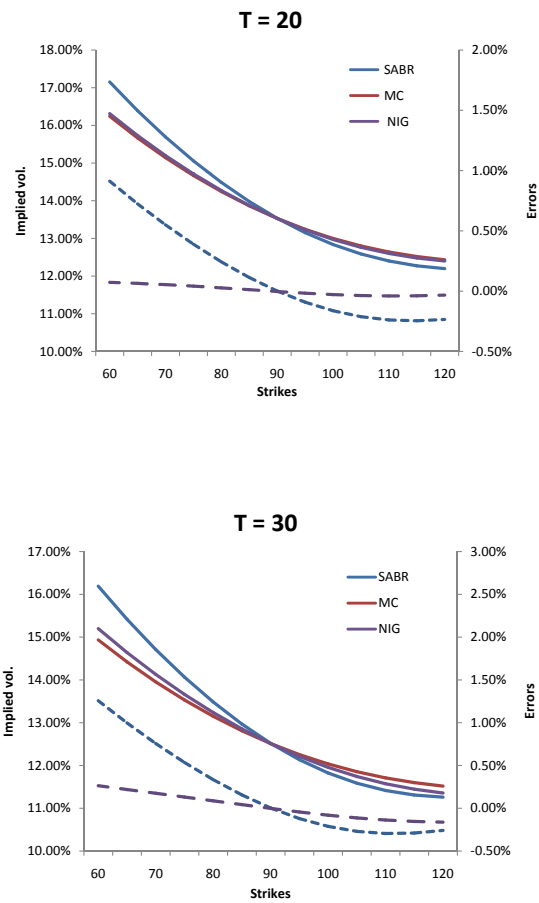 T = 20
18.00%
17.00%
16.00%
15.00%
14.00%
13.00%
12.00%
11.00%
10.00%
Implied vol.
60 70 80 90 100 110 120
Strikes
2.00%
1.50%
1.00%
0.50%
0.00%
-0.50%
Errors
SABR
MC
NIG
T = 30
17.00%
16.00%
15.00%
14.00%
13.00%
12.00%
11.00%
10.00%
Implied vol.
60 70 80 90 100 110 120
Strikes
3.00%
2.50%
2.00%
1.50%
1.00%
0.50%
0.00%
-0.50%
Errors
SABR
MC
NIG